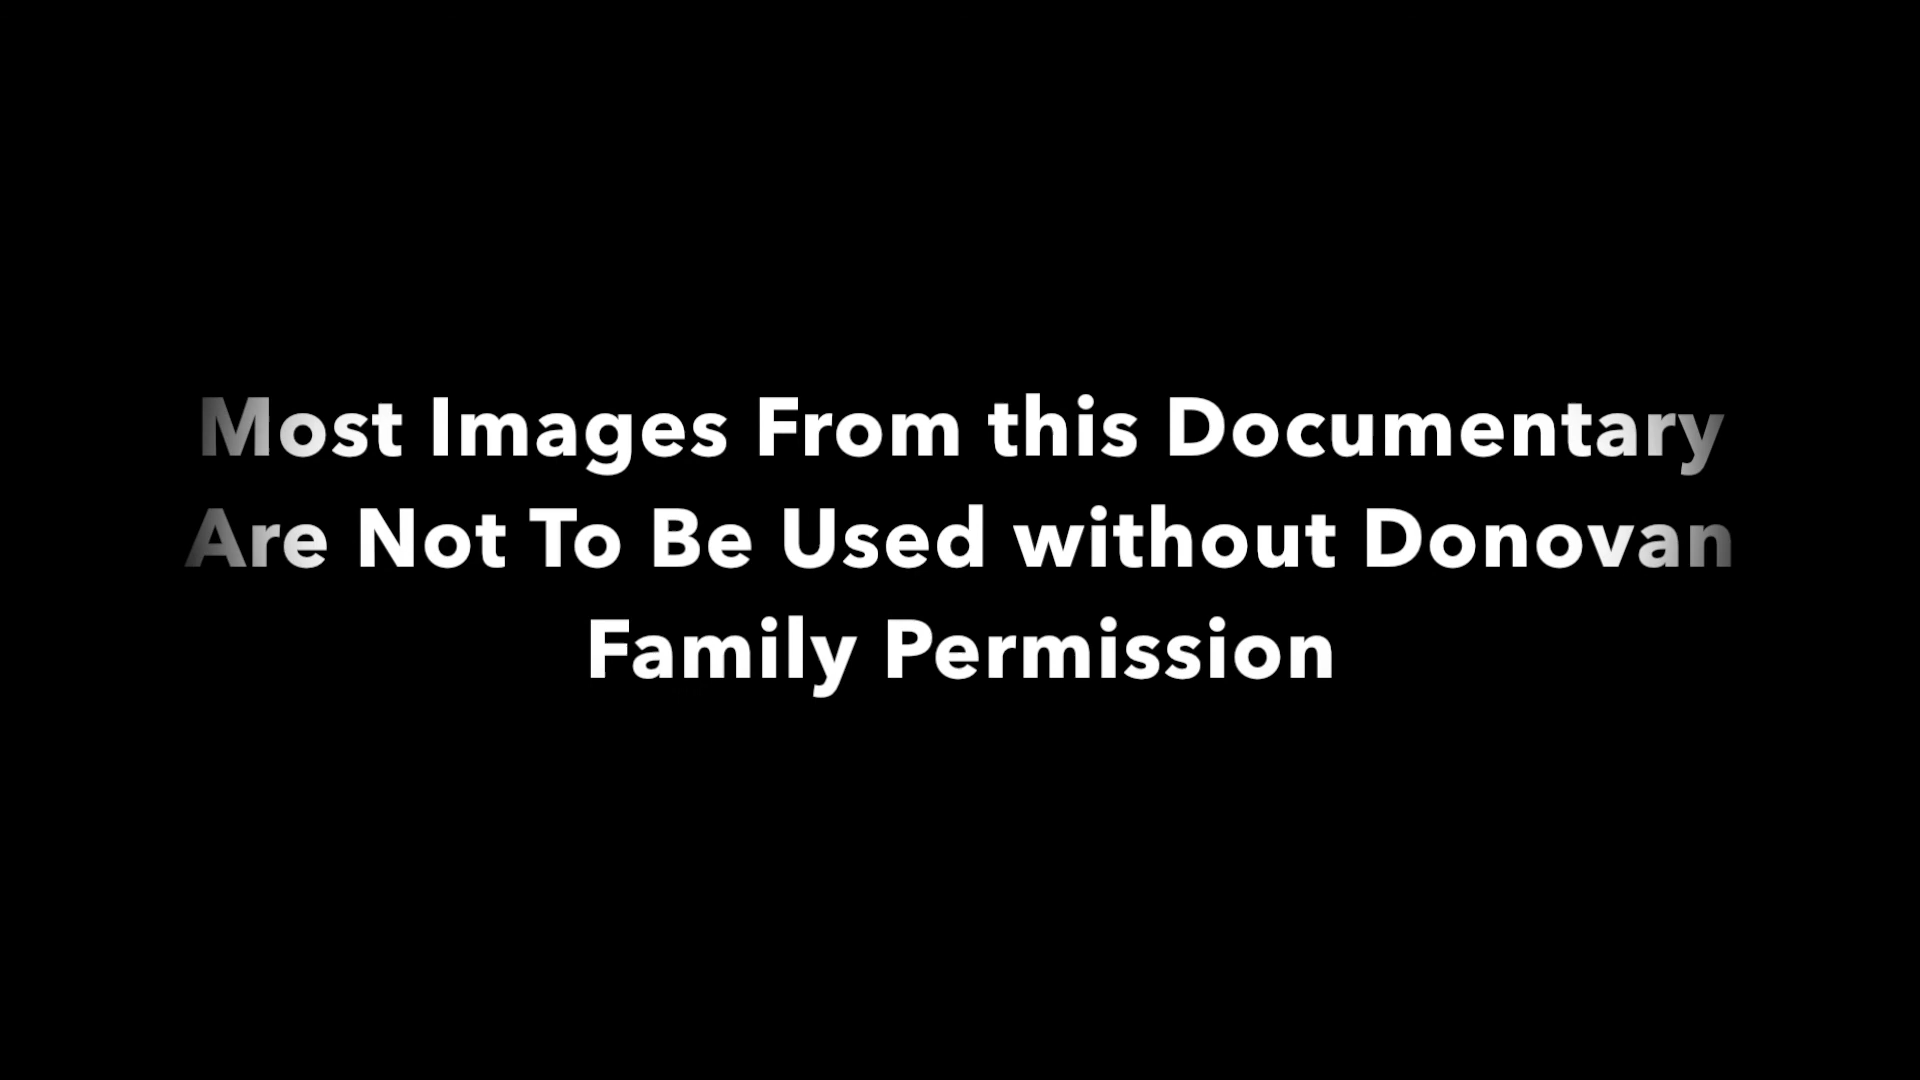 Most Images From this Documentary
Are Not To Be Used without Donovan
Family Permission